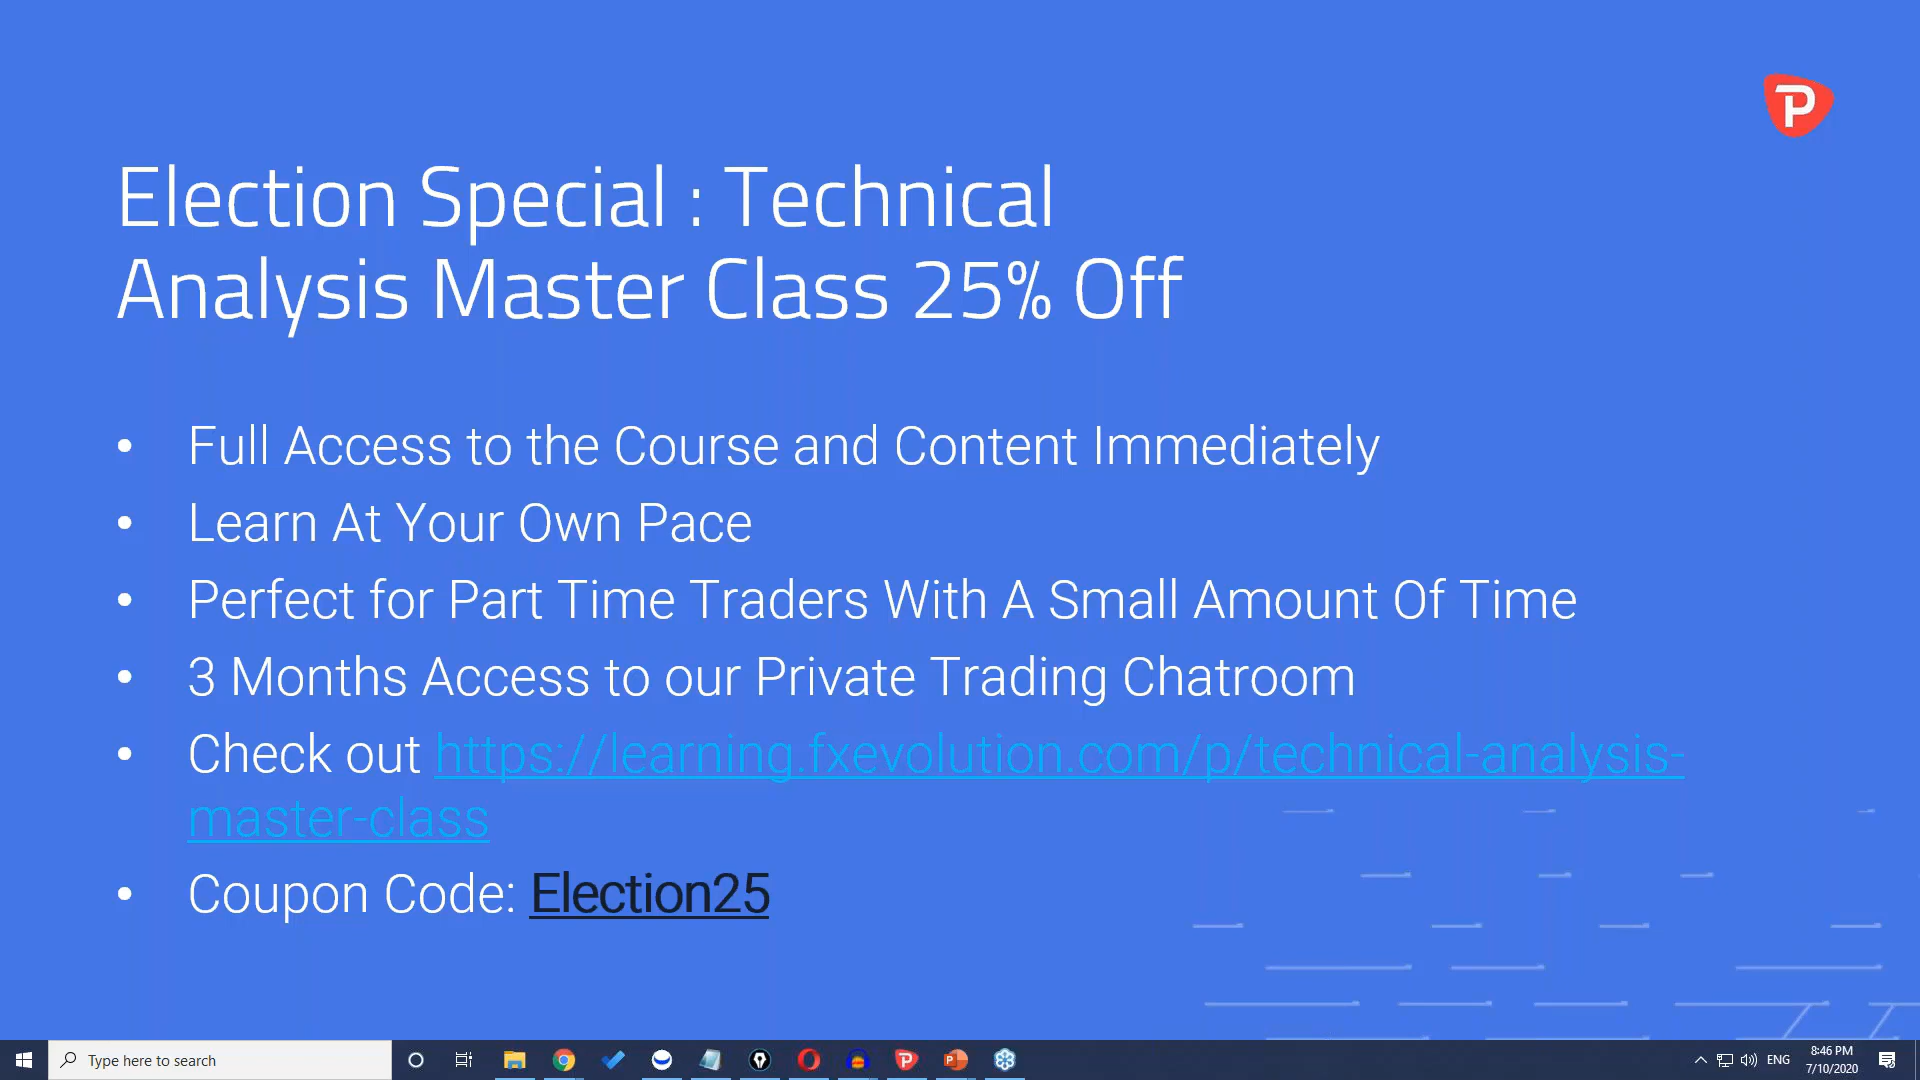 P
Election Special : Technical
Analysis Master Class 25% Off
• Full Access to the Course and Content Immediately
• Learn At Your Own Pace
• Perfect for Part Time Traders With A Small Amount Of Time
• 3 Months Access to our Private Trading Chatroom
• Check out https://learning.fxevolution.com/p/technical-analysis-
master-class
• Coupon Code: Election25
Type here to search
ENG
8:46 PM
7/10/2020